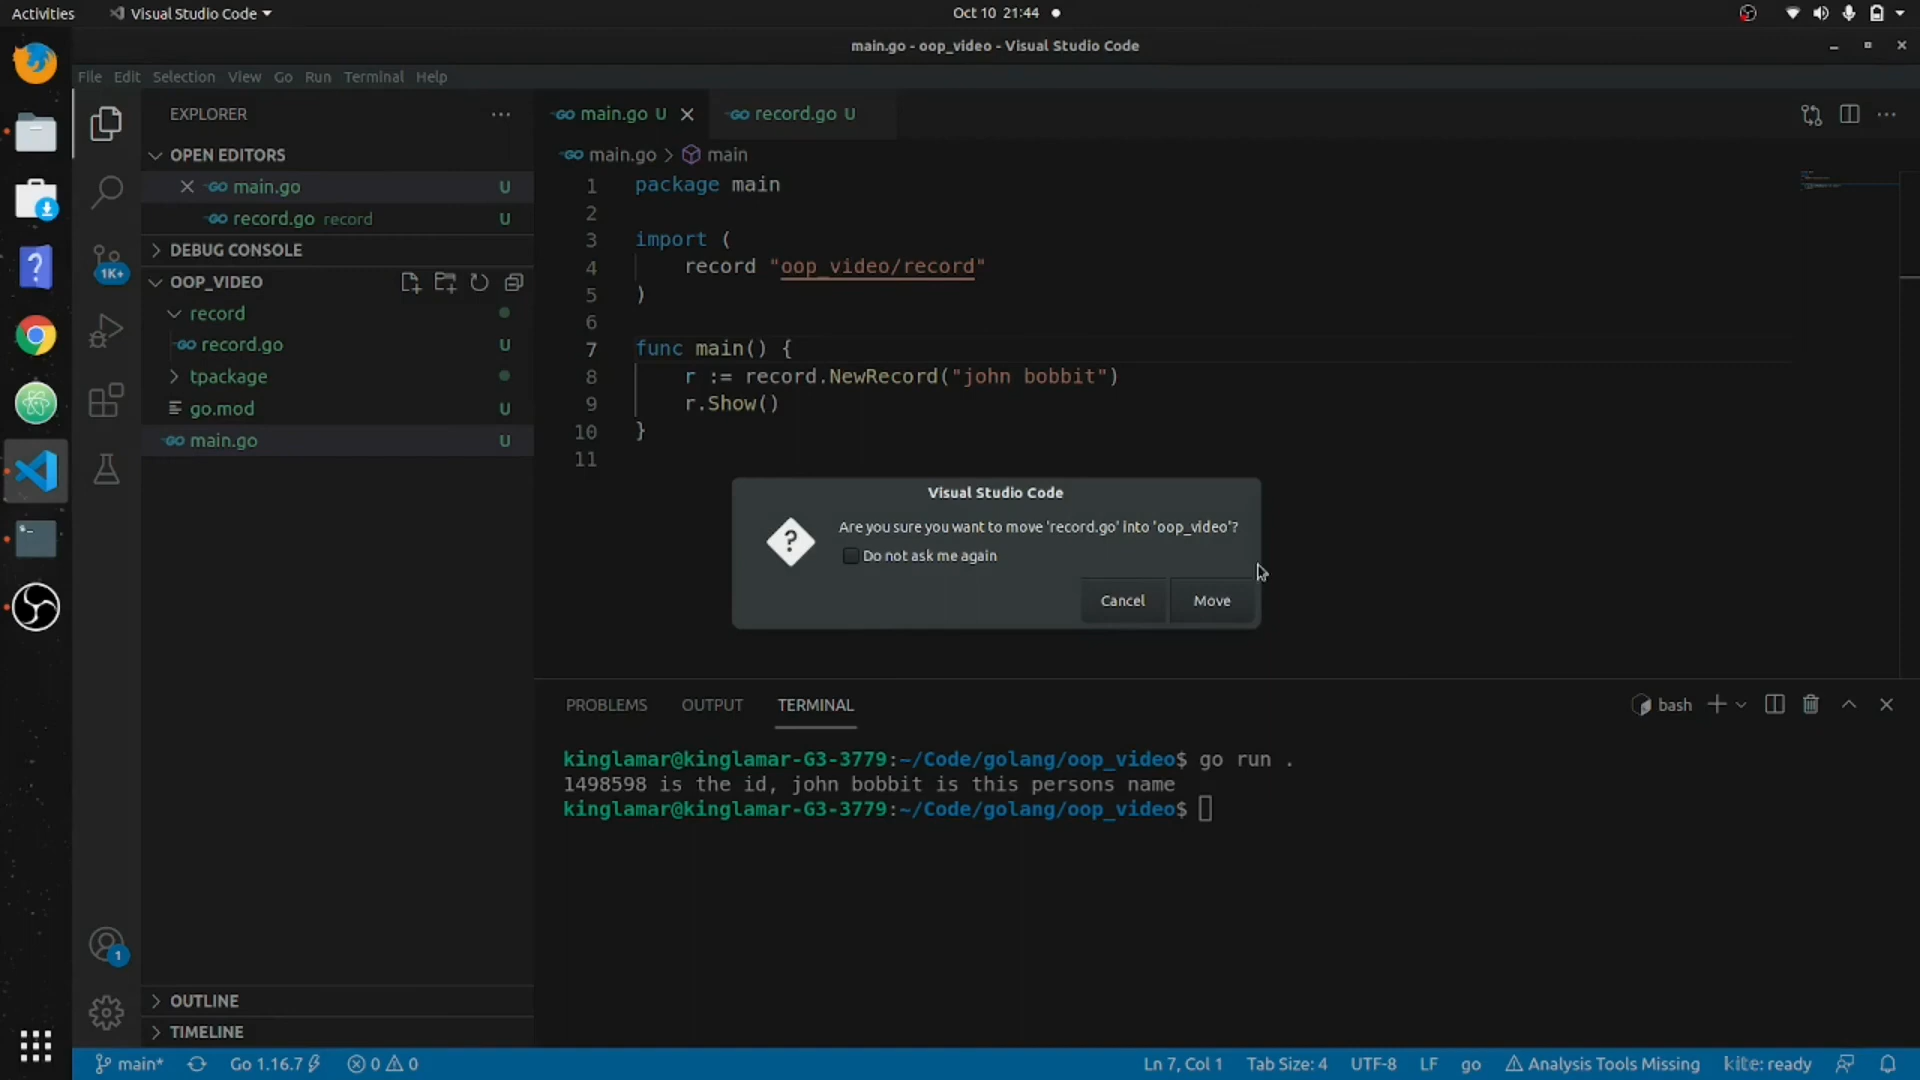 Activities
Visual Studio Code
Oct 10 21:44
main.go - oop_video - Visual Studio Code
File Edit Selection View Go Run Terminal Help
EXPLORER
OPEN EDITORS
main.go U
record.go record U
DEBUG CONSOLE
OOP_VIDEO
record
record.go U
tpackage
go.mod U
main.go U
OUTLINE
TIMELINE
1K+
1
main.go U
record.go U
main.go > main
1 package main
2
3 import (
4 record "oop_video/record"
5 )
6
7 func main() {
8 r := record.NewRecord("john bobbit")
9 r.Show()
10 }
11
Visual Studio Code
Are you sure you want to move 'record.go' into 'oop_video'?
Do not ask me again
Cancel Move
PROBLEMS OUTPUT TERMINAL
bash
kinglamar@kinglamar-G3-3779:~/Code/golang/oop_video$ go run .
1498598 is the id, john bobbit is this persons name
kinglamar@kinglamar-G3-3779:~/Code/golang/oop_video$
main* Go 1.16.7 0 0 Ln 7, Col 1 Tab Size: 4 UTF-8 LF go Analysis Tools Missing kite: ready